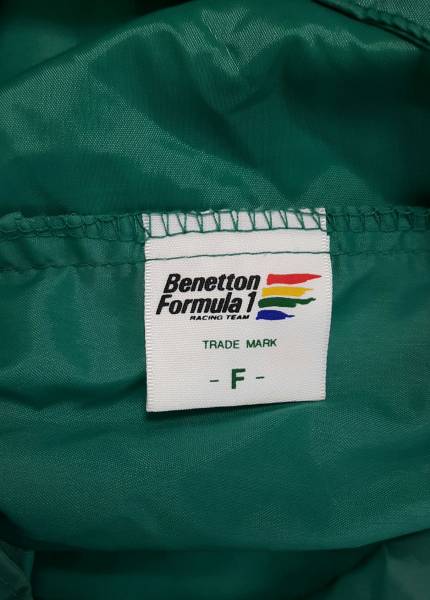 Benetton
Formula 1
RACING TEAM
TRADE MARK
- F -